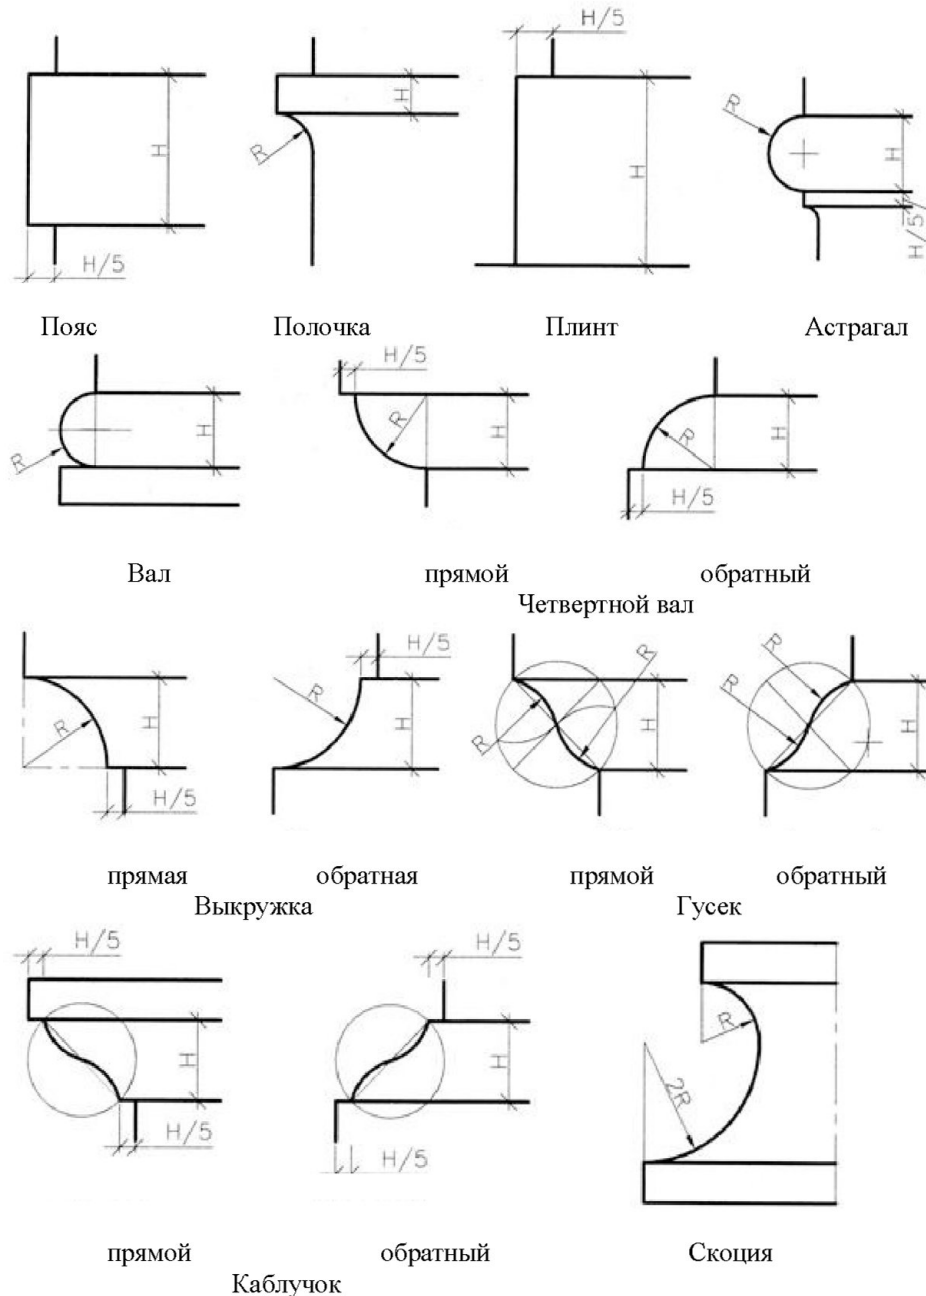 H/5 H/5
H H H R H
H/5 R H/5
Пояс Полочка Плинт Астрагал
H/5
R H R H R H
H/5
Вал прямой обратный
Четвертной вал
H/5 R R
R H R H R H R H
H/5
прямая обратная прямой обратный
Выкружка Гусек
H/5 H/5
H H R
H/5 H/5 2R
прямой обратный Скоция
Каблучок